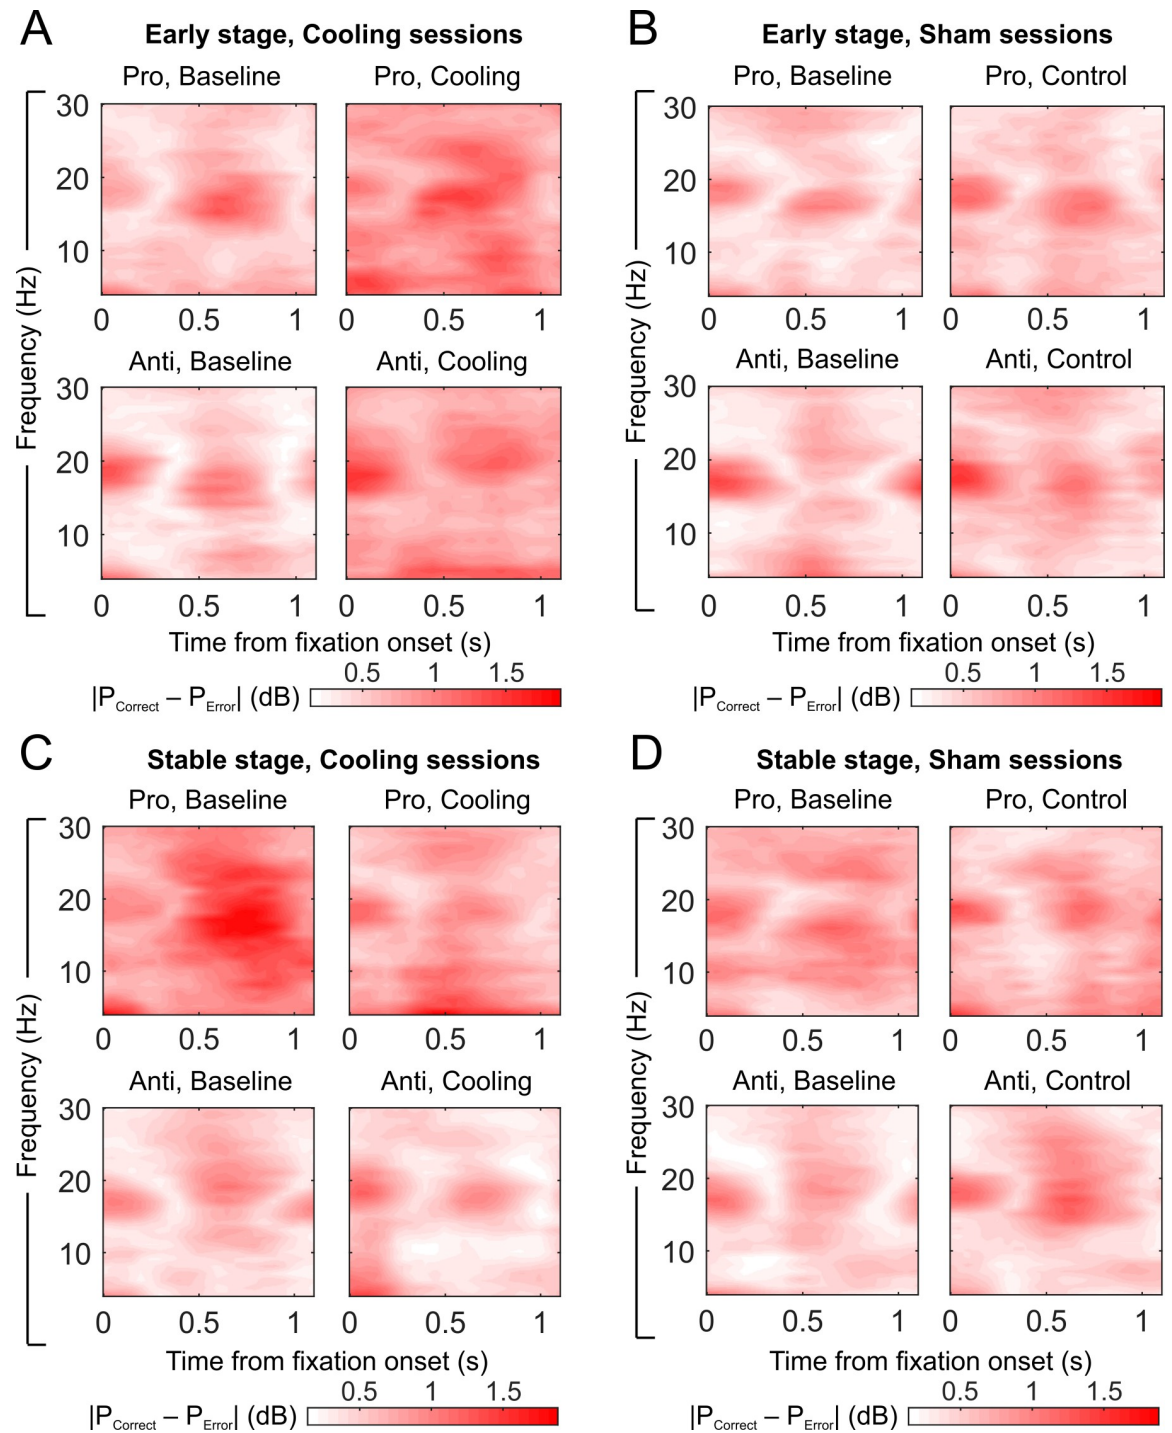 A
Early stage, Cooling sessions
Pro, Baseline
Pro, Cooling
30
20
10
0
0.5
1
0
0.5
1
Anti, Baseline
Anti, Cooling
30
20
10
0
0.5
1
0
0.5
1
Frequency (Hz)
Time from fixation onset (s)
0.5
1
1.5
|PCorrect – PError| (dB)
B
Early stage, Sham sessions
Pro, Baseline
Pro, Control
30
20
10
0
0.5
1
0
0.5
1
Anti, Baseline
Anti, Control
30
20
10
0
0.5
1
0
0.5
1
Frequency (Hz)
Time from fixation onset (s)
0.5
1
1.5
|PCorrect – PError| (dB)
C
Stable stage, Cooling sessions
Pro, Baseline
Pro, Cooling
30
20
10
0
0.5
1
0
0.5
1
Anti, Baseline
Anti, Cooling
30
20
10
0
0.5
1
0
0.5
1
Frequency (Hz)
Time from fixation onset (s)
0.5
1
1.5
|PCorrect – PError| (dB)
D
Stable stage, Sham sessions
Pro, Baseline
Pro, Control
30
20
10
0
0.5
1
0
0.5
1
Anti, Baseline
Anti, Control
30
20
10
0
0.5
1
0
0.5
1
Frequency (Hz)
Time from fixation onset (s)
0.5
1
1.5
|PCorrect – PError| (dB)